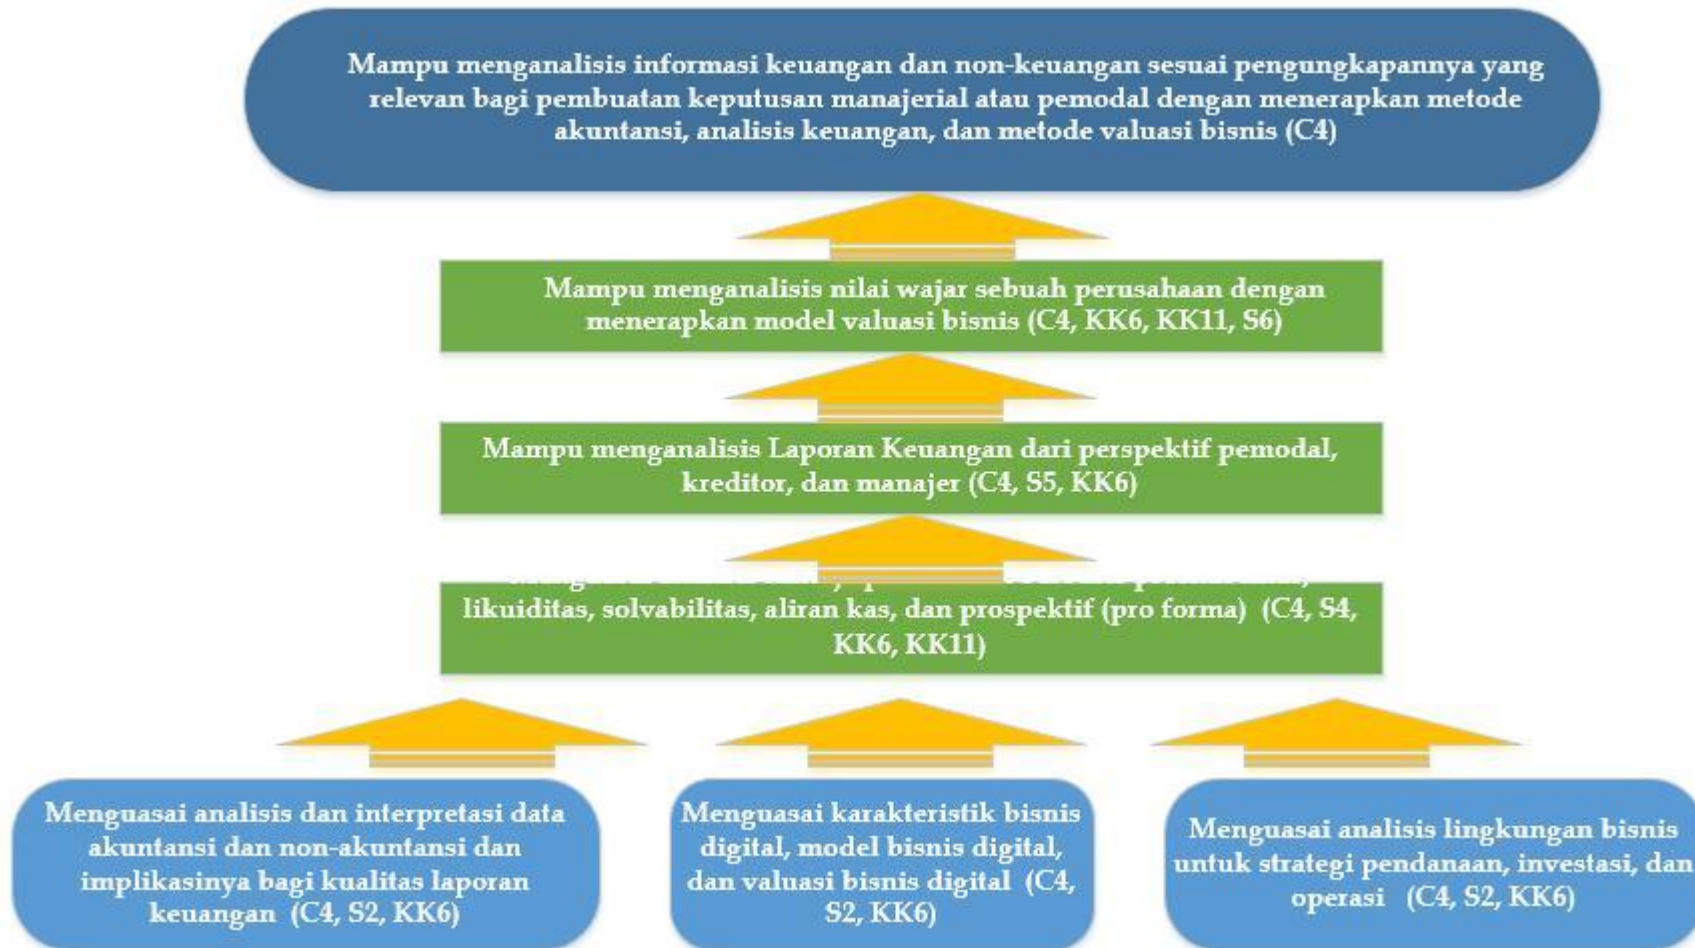 Mampu menganalisis informasi keuangan dan non-keuangan sesuai pengungkapannya yang
relevan bagi pembuatan keputusan manajerial atau pemodal dengan menerapkan metode
akuntansi, analisis keuangan, dan metode valuasi bisnis (C4)
Mampu menganalisis nilai wajar sebuah perusahaan dengan
menerapkan model valuasi bisnis (C4, KK6, KK11, S6)
Mampu menganalisis Laporan Keuangan dari perspektif pemodal,
kreditor, dan manajer (C4, S5, KK6)
likuiditas, solvabilitas, aliran kas, dan prospektif (pro forma) (C4, S4,
KK6, KK11)
Menguasai analisis dan interpretasi data
akuntansi dan non-akuntansi dan
implikasinya bagi kualitas laporan
keuangan (C4, S2, KK6)
Menguasai karakteristik bisnis
digital, model bisnis digital,
dan valuasi bisnis digital (C4,
S2, KK6)
Menguasai analisis lingkungan bisnis
untuk strategi pendanaan, investasi, dan
operasi (C4, S2, KK6)